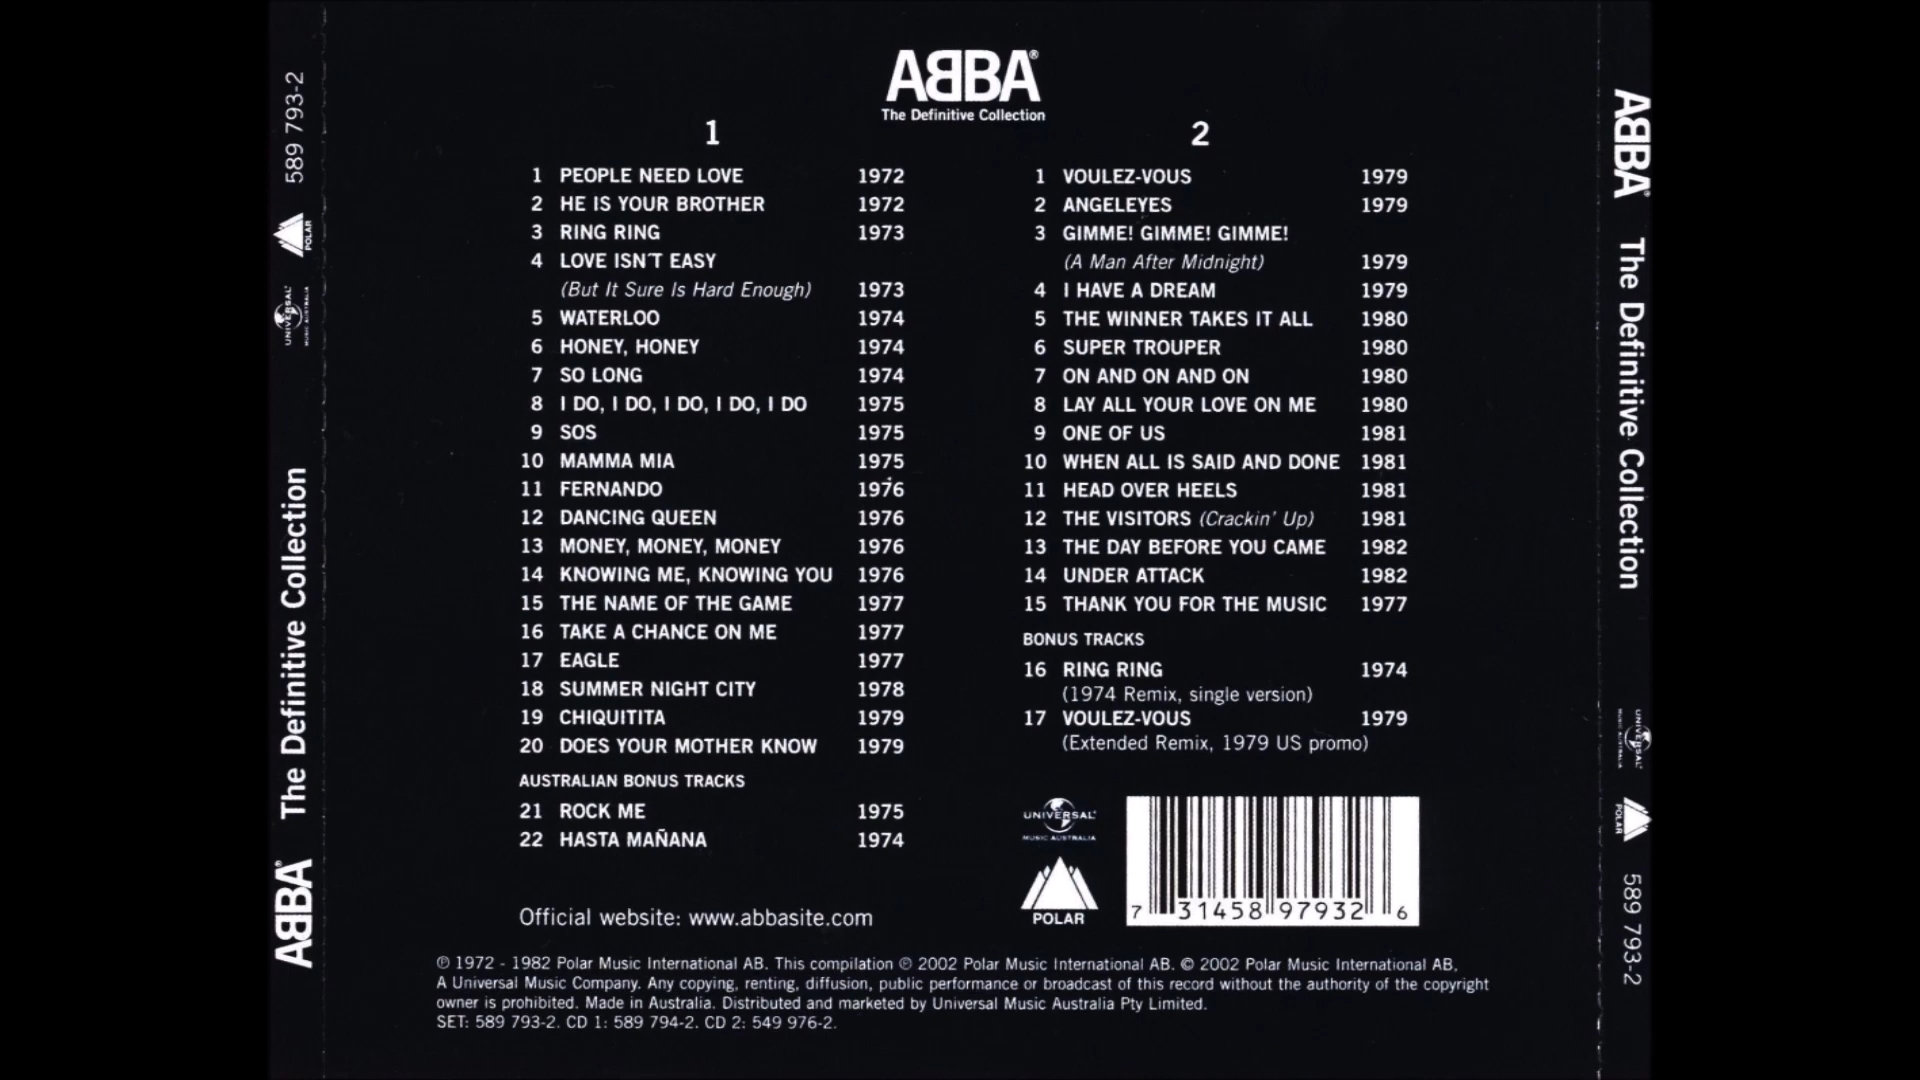 ABBA®
The Definitive Collection
1
1 PEOPLE NEED LOVE 1972
2 HE IS YOUR BROTHER 1972
3 RING RING 1973
4 LOVE ISN'T EASY
(But It Sure Is Hard Enough) 1973
5 WATERLOO 1974
6 HONEY, HONEY 1974
7 SO LONG 1974
8 I DO, I DO, I DO, I DO, I DO 1975
9 SOS 1975
10 MAMMA MIA 1975
11 FERNANDO 1976
12 DANCING QUEEN 1976
13 MONEY, MONEY, MONEY 1976
14 KNOWING ME, KNOWING YOU 1976
15 THE NAME OF THE GAME 1977
16 TAKE A CHANCE ON ME 1977
17 EAGLE 1977
18 SUMMER NIGHT CITY 1978
19 CHIQUITITA 1979
20 DOES YOUR MOTHER KNOW 1979
AUSTRALIAN BONUS TRACKS
21 ROCK ME 1975
22 HASTA MAÑANA 1974
2
1 VOULEZ-VOUS 1979
2 ANGELEYES 1979
3 GIMME! GIMME! GIMME!
(A Man After Midnight) 1979
4 I HAVE A DREAM 1979
5 THE WINNER TAKES IT ALL 1980
6 SUPER TROUPER 1980
7 ON AND ON AND ON 1980
8 LAY ALL YOUR LOVE ON ME 1980
9 ONE OF US 1981
10 WHEN ALL IS SAID AND DONE 1981
11 HEAD OVER HEELS 1981
12 THE VISITORS (Crackin' Up) 1981
13 THE DAY BEFORE YOU CAME 1982
14 UNDER ATTACK 1982
15 THANK YOU FOR THE MUSIC 1977
BONUS TRACKS
16 RING RING 1974
(1974 Remix, single version)
17 VOULEZ-VOUS 1979
(Extended Remix, 1979 US promo)
UNIVERSAL
MUSIC AUSTRALIA
POLAR
7 31458 97932 6
Official website: www.abbasite.com
℗ 1972 - 1982 Polar Music International AB. This compilation ℗ 2002 Polar Music International AB. © 2002 Polar Music International AB,
A Universal Music Company. Any copying, renting, diffusion, public performance or broadcast of this record without the authority of the copyright
owner is prohibited. Made in Australia. Distributed and marketed by Universal Music Australia Pty Limited.
SET: 589 793-2. CD 1: 589 794-2. CD 2: 549 976-2.
ABBA® The Definitive Collection
UNIVERSAL
MUSIC AUSTRALIA
POLAR
589 793-2
ABBA® The Definitive Collection
UNIVERSAL
MUSIC AUSTRALIA
POLAR
589 793-2